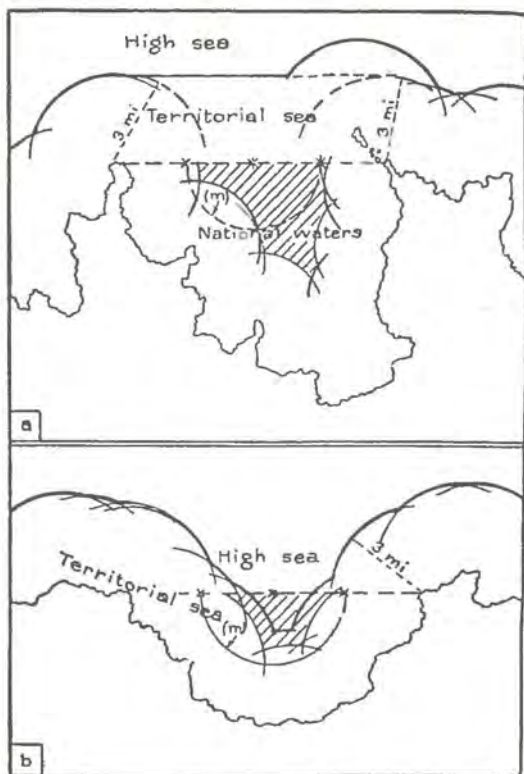 High sea
3 mi
Territorial sea
3 mi
(m)
National waters
a
High sea
3 mi
Territorial sea
(m)
b